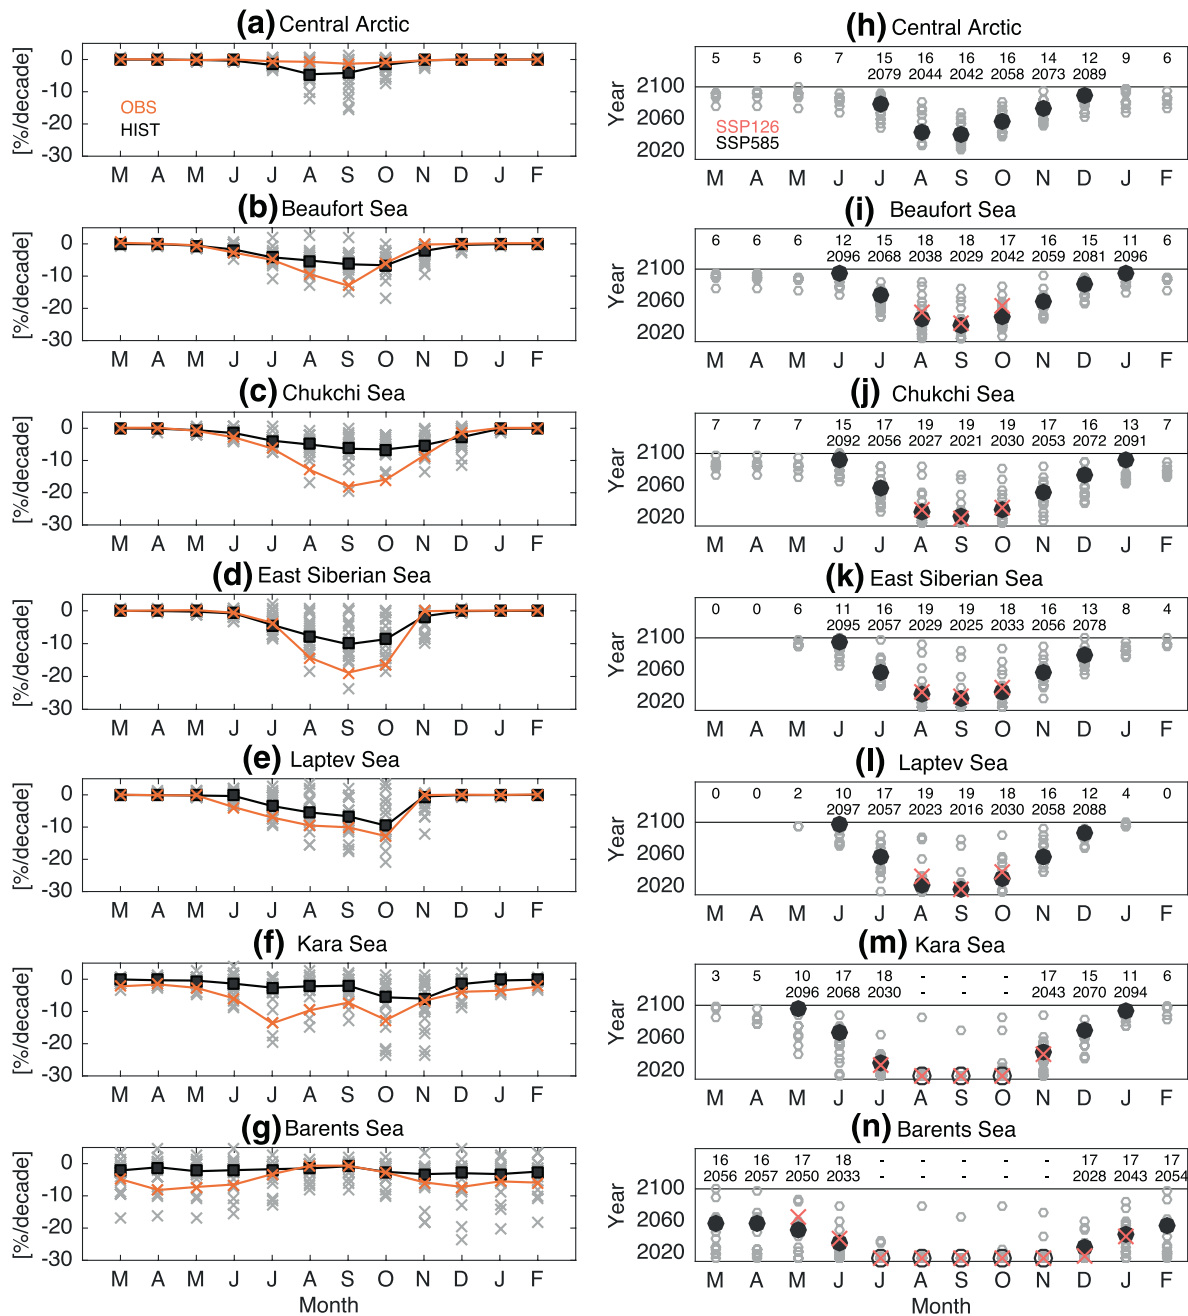 (a) Central Arctic
[%/decade]
0
-10
-30
OBS
HIST
M A M J J A S O N D J F
(b) Beaufort Sea
[%/decade]
0
-10
-20
-30
M A M J J A S O N D J F
(c) Chukchi Sea
[%/decade]
0
-10
-20
-30
M A M J J A S O N D J F
(d) East Siberian Sea
[%/decade]
0
-10
-20
-30
M A M J J A S O N D J F
(e) Laptev Sea
[%/decade]
0
-10
-20
-30
M A M J J A S O N D J F
(f) Kara Sea
[%/decade]
0
-10
-20
-30
M A M J J A S O N D J F
(g) Barents Sea
[%/decade]
0
-10
-20
-30
M A M J J A S O N D J F
Month
(h) Central Arctic
5 5 6 7 15 16 16 16 14 12 9 6
2079 2044 2042 2058 2073 2089
Year
2100
2060
2020
SSP126
SSP585
M A M J J A S O N D J F
(i) Beaufort Sea
6 6 6 12 15 18 18 17 16 15 11 6
2096 2068 2038 2029 2042 2059 2081 2096
Year
2100
2060
2020
M A M J J A S O N D J F
(j) Chukchi Sea
7 7 7 15 17 19 19 19 17 16 13 7
2092 2056 2027 2021 2030 2053 2072 2091
Year
2100
2060
2020
M A M J J A S O N D J F
(k) East Siberian Sea
0 0 6 11 16 19 19 18 16 13 8 4
2095 2057 2029 2025 2033 2056 2078
Year
2100
2060
2020
M A M J J A S O N D J F
(l) Laptev Sea
0 0 2 10 17 19 19 18 16 12 4 0
2097 2057 2023 2016 2030 2058 2088
Year
2100
2060
2020
M A M J J A S O N D J F
(m) Kara Sea
3 5 10 17 18 - - - 17 15 11 6
2096 2068 2030 - - - 2043 2070 2094
Year
2100
2060
2020
M A M J J A S O N D J F
(n) Barents Sea
16 16 17 18 - - - - - 17 17 17
2056 2057 2050 2033 - - - - - 2028 2043 2054
Year
2100
2060
2020
M A M J J A S O N D J F
Month